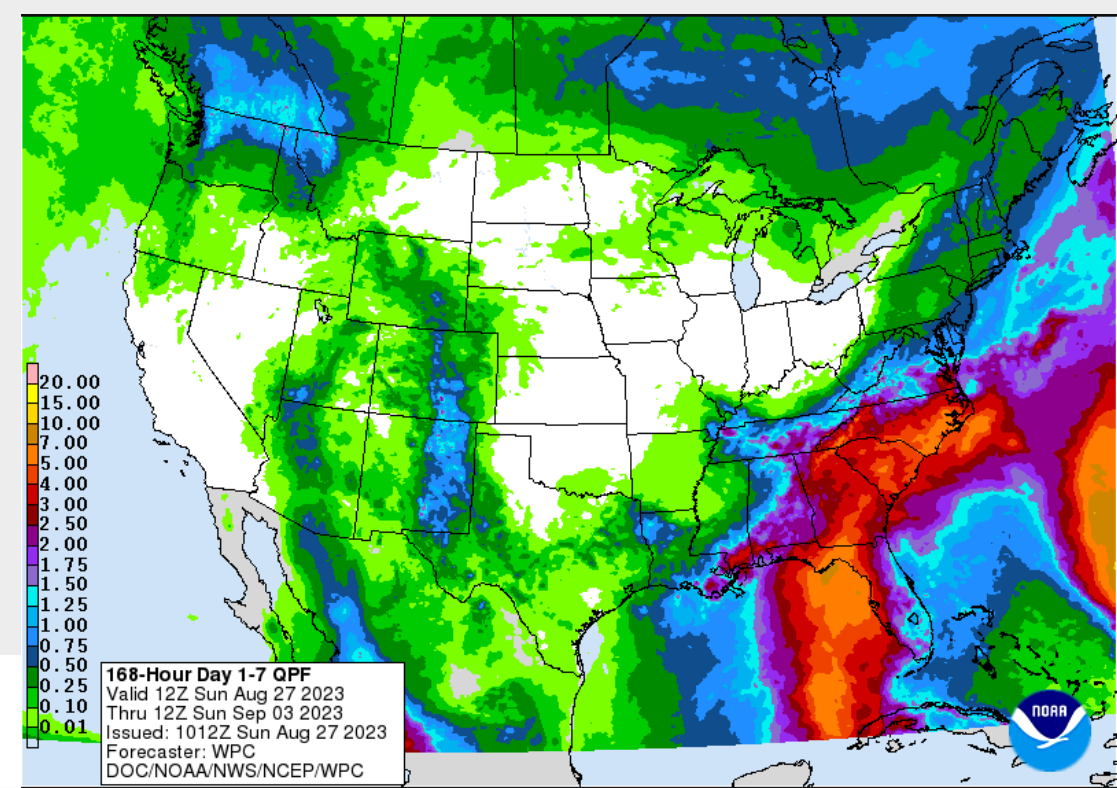 20.00
15.00
10.00
7.00
5.00
4.00
3.00
2.50
2.00
1.75
1.50
1.25
1.00
0.75
0.50
0.25
0.10
0.01
168-Hour Day 1-7 QPF
Valid 12Z Sun Aug 27 2023
Thru 12Z Sun Sep 03 2023
Issued: 1012Z Sun Aug 27 2023
Forecaster: WPC
DOC/NOAA/NWS/NCEP/WPC
NOAA